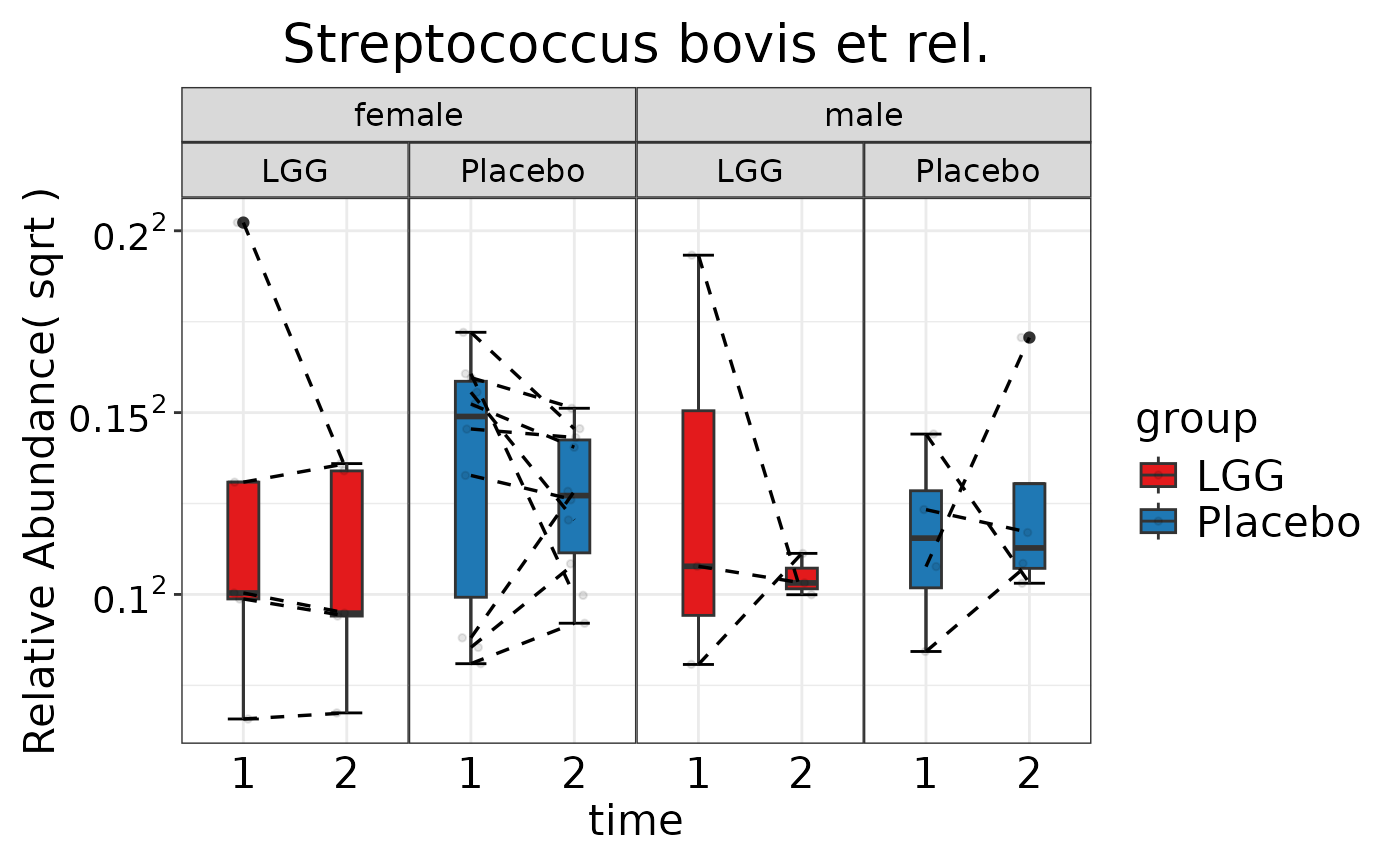 Streptococcus bovis et rel.
female male
LGG Placebo LGG Placebo
Relative Abundance( sqrt )
0.2²
0.15²
0.1²
1 2 1 2 1 2 1 2
time
group
LGG
Placebo